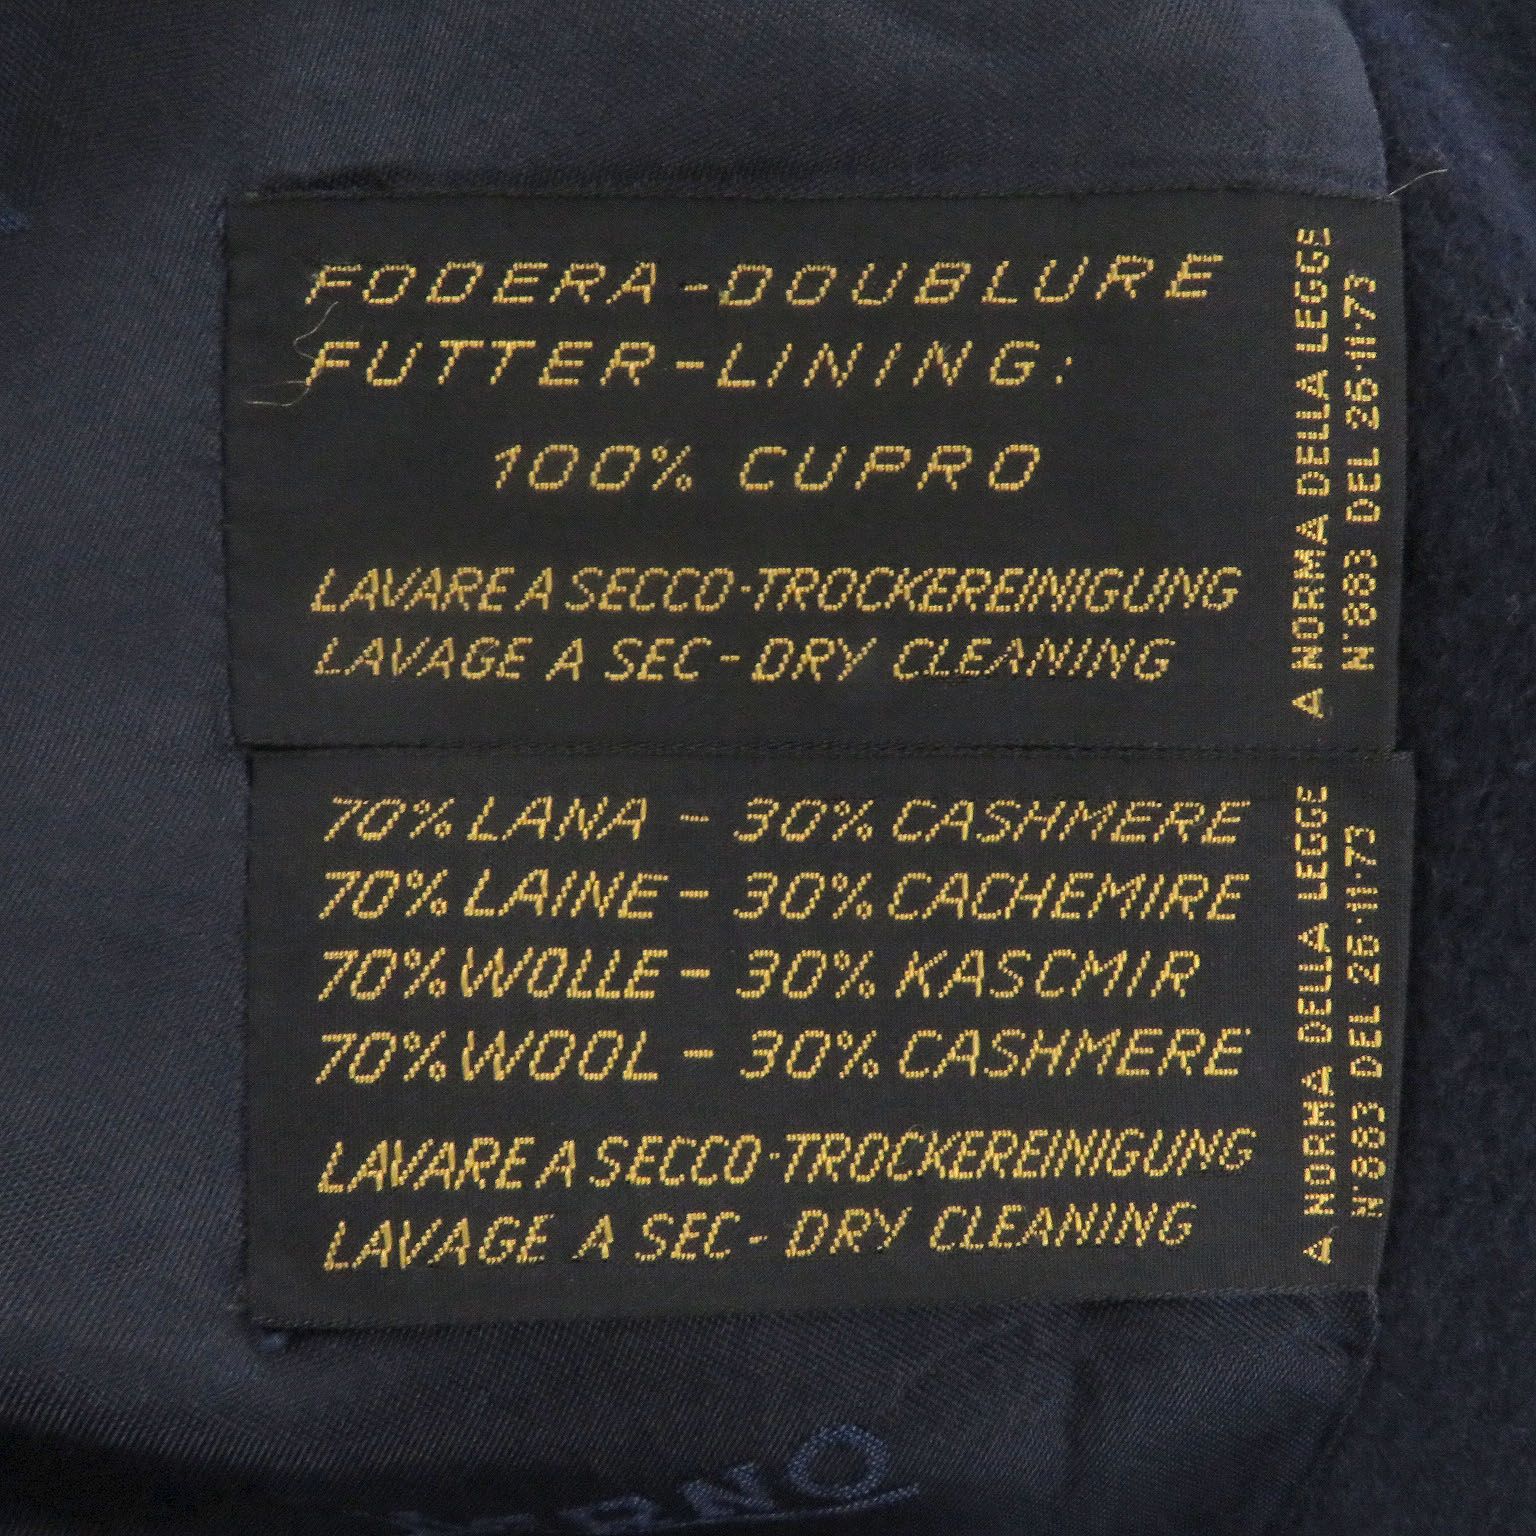 FODERA-DOUBLURE
FUTTER-LINING:
100% CUPRO
LAVARE A SECCO-TROCKEREINIGUNG
LAVAGE A SEC-DRY CLEANING
A NORMA DELLA LEGGE
N°883 DEL 26·11·73
70% LANA - 30% CASHMERE
70% LAINE - 30% CACHEMIRE
70% WOLLE - 30% KASCMIR
70% WOOL - 30% CASHMERE
LAVARE A SECCO-TROCKEREINIGUNG
LAVAGE A SEC-DRY CLEANING
A NORMA DELLA LEGGE
N°883 DEL 26·11·73